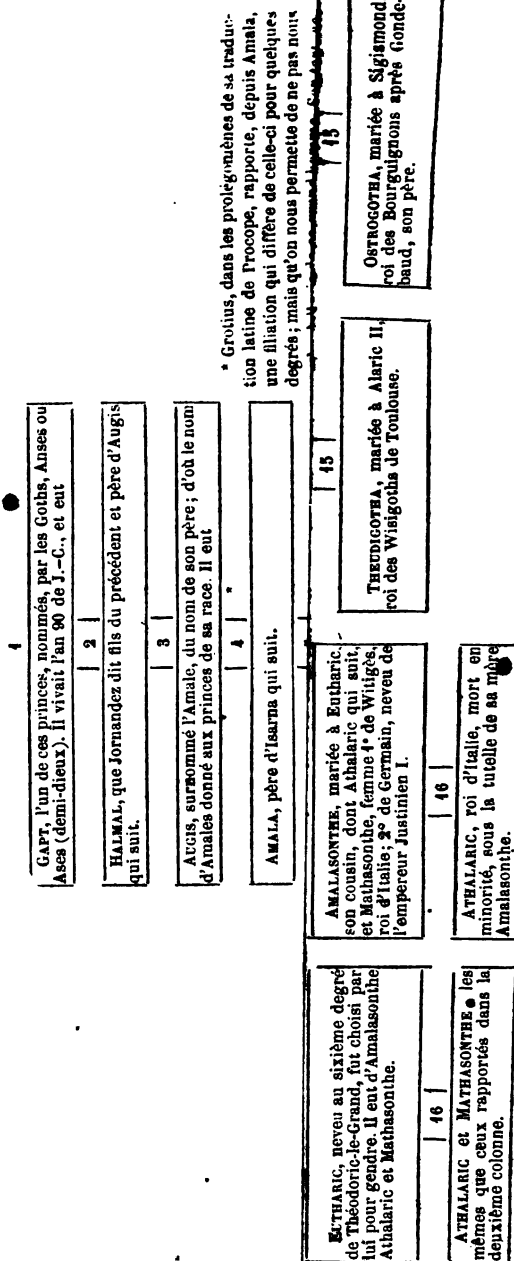 1
GAPT, l'un de ces princes, nommés, par les Goths, Anses ou
Ases (demi-dieux). Il vivait l'an 90 de J.-C., et eut
2
HALMAL, que Jornandez dit fils du précédent et père d'Augis
qui suit.
3
AUGIS, surnommé l'Amale, du nom de son père; d'où le nom
d'Amales donné aux princes de sa race. Il eut
4 *
AMALA, père d'Isarna qui suit.
* Grotius, dans les prolégomènes de sa traduc-
tion latine de Procope, rapporte, depuis Amala,
une filiation qui diffère de celle-ci pour quelques
degrés; mais qu'on nous permette de ne pas nous
EUTHARIC, neveu au sixième degré
de Théodoric-le-Grand, fut choisi par
lui pour gendre. Il eut d'Amalasonthe
Athalaric et Mathasonthe.
16
ATHALARIC et MATHASONTHE les
mêmes que ceux rapportés dans la
deuxième colonne.
AMALASONTHE, mariée à Eutharic,
son cousin, dont Athalaric qui suit,
et Mathasonthe, femme 1° de Witigès,
roi d'Italie; 2° de Germain, neveu de
l'empereur Justinien I.
16
ATHALARIC, roi d'Italie, mort en
minorité, sous la tutelle de sa mère
Amalasonthe.
15
THEUDIGOTHA, mariée à Alaric II,
roi des Wisigoths de Toulouse.
15
OSTROGOTHA, mariée à Sigismond
roi des Bourguignons après Gonde-
baud, son père.